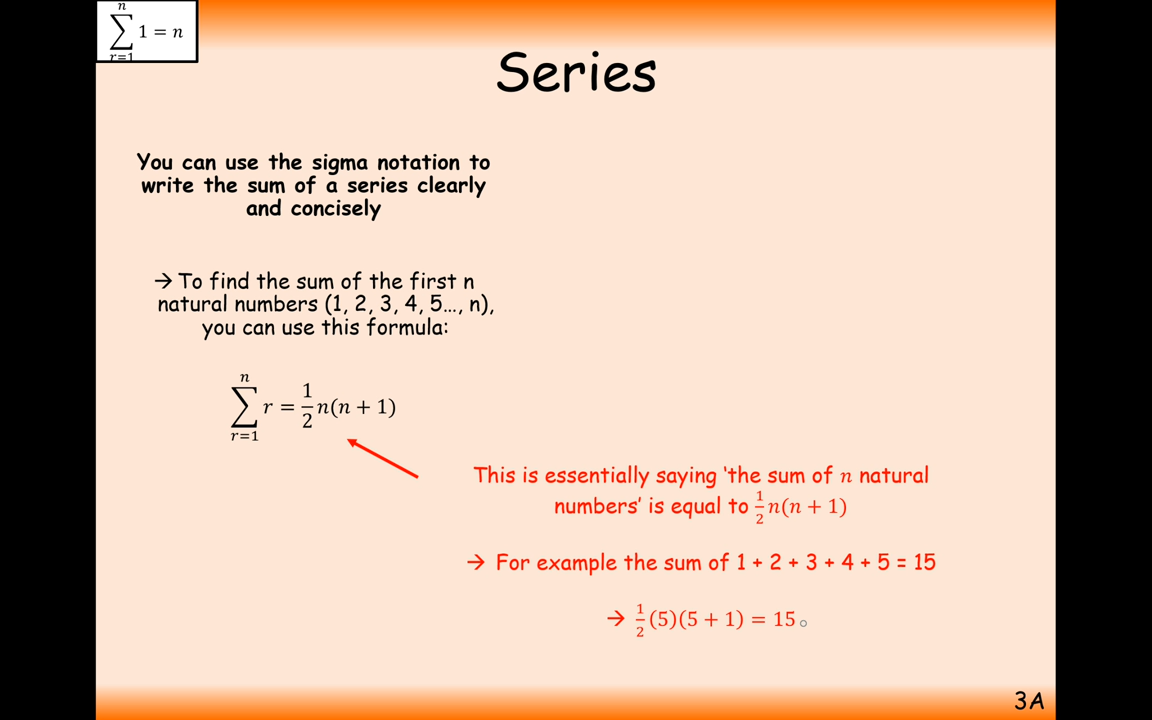 n
∑ 1 = n
r=1
Series
You can use the sigma notation to
write the sum of a series clearly
and concisely
→ To find the sum of the first n
natural numbers (1, 2, 3, 4, 5…, n),
you can use this formula:
n
∑ r = 1/2 n(n + 1)
r=1
This is essentially saying ‘the sum of n natural
numbers’ is equal to 1/2 n(n + 1)
→ For example the sum of 1 + 2 + 3 + 4 + 5 = 15
→ 1/2 (5)(5 + 1) = 15
3A